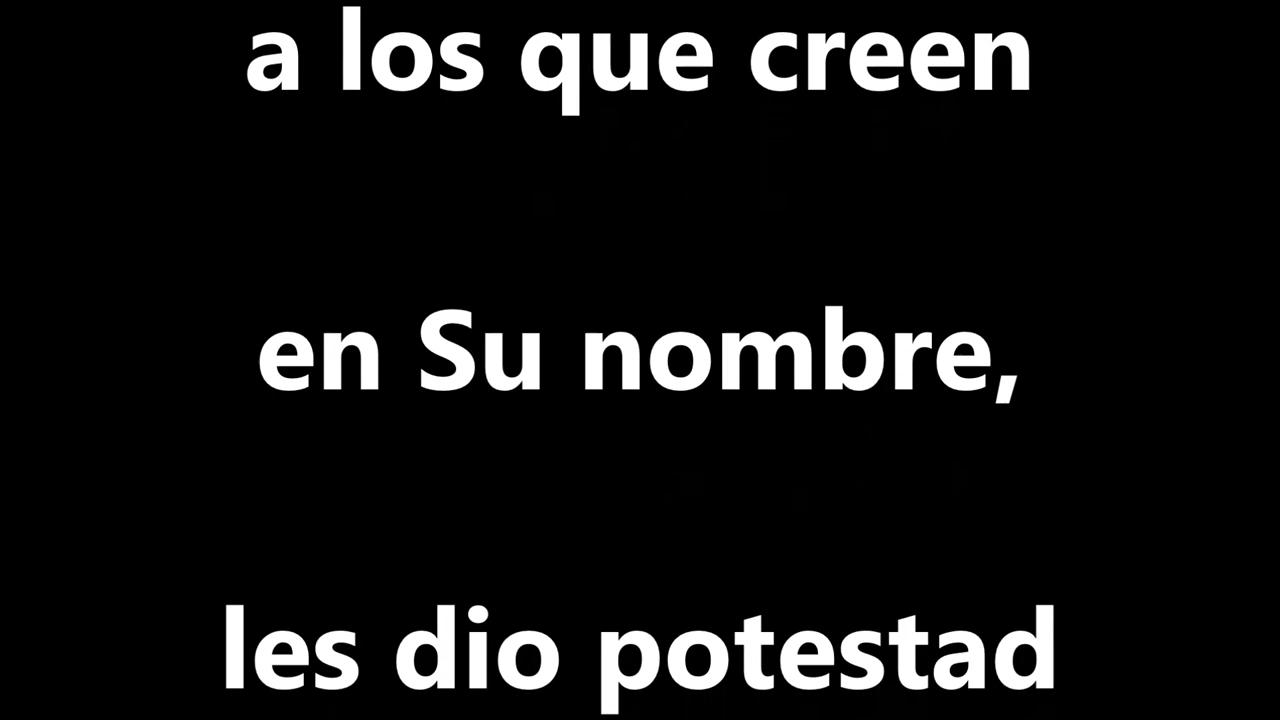 a los que creen
en Su nombre,
les dio potestad